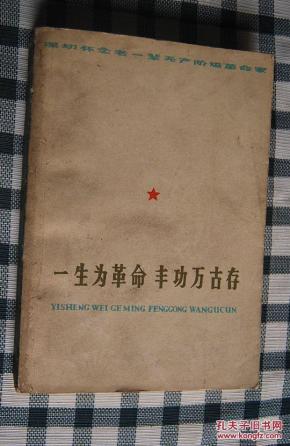 深切怀念老一辈无产阶级革命家
一生为革命 丰功万古存
YISHENG WEI GEMING FENGGONG WANGUCUN
孔夫子旧书网